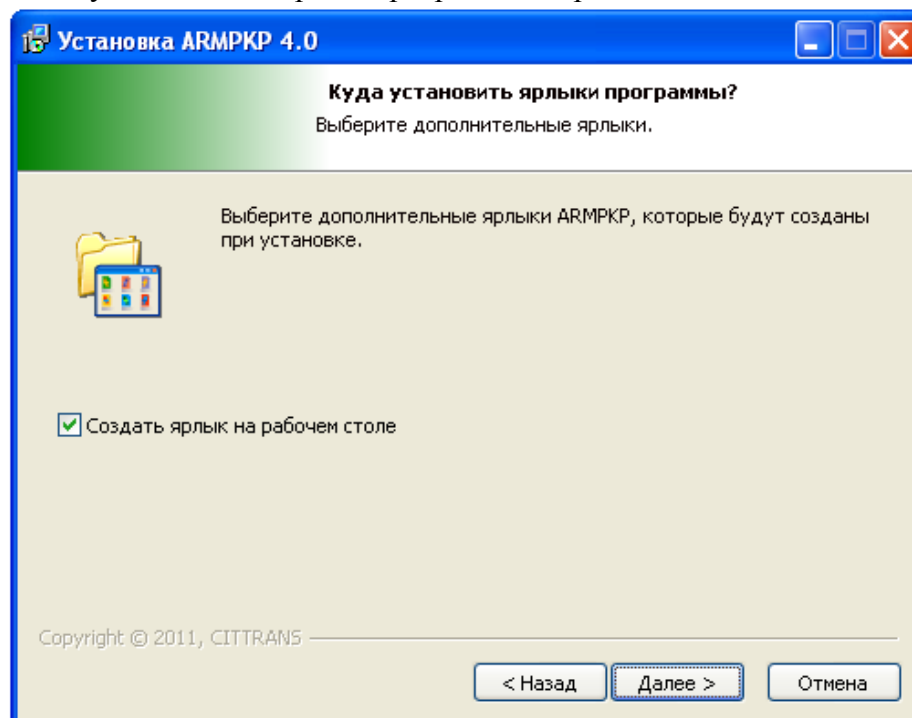 Установка ARMPKP 4.0
Куда установить ярлыки программы?
Выберите дополнительные ярлыки.
Выберите дополнительные ярлыки ARMPKP, которые будут созданы
при установке.
Создать ярлык на рабочем столе
Copyright © 2011, CITTRANS
< Назад
Далее >
Отмена